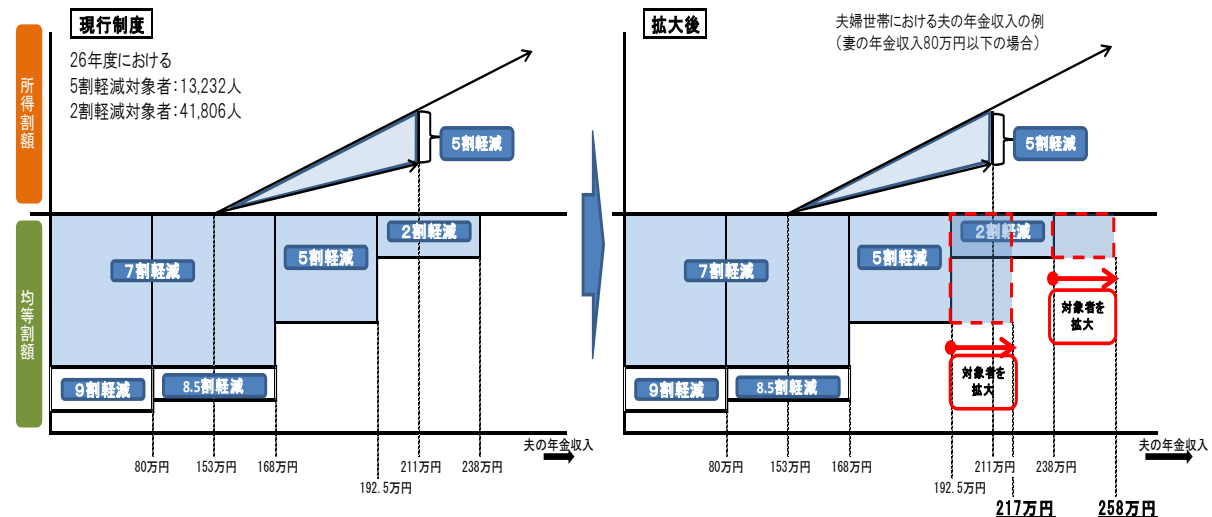 現行制度
26年度における
5割軽減対象者：13,232人
2割軽減対象者：41,806人
所得割額
均等割額
5割軽減
2割軽減
5割軽減
7割軽減
9割軽減
8.5割軽減
夫の年金収入
80万円
153万円
168万円
192.5万円
211万円
238万円
拡大後
夫婦世帯における夫の年金収入の例
（妻の年金収入80万円以下の場合）
5割軽減
2割軽減
5割軽減
7割軽減
対象者を
拡大
対象者を
拡大
9割軽減
8.5割軽減
夫の年金収入
80万円
153万円
168万円
192.5万円
211万円
238万円
217万円
258万円